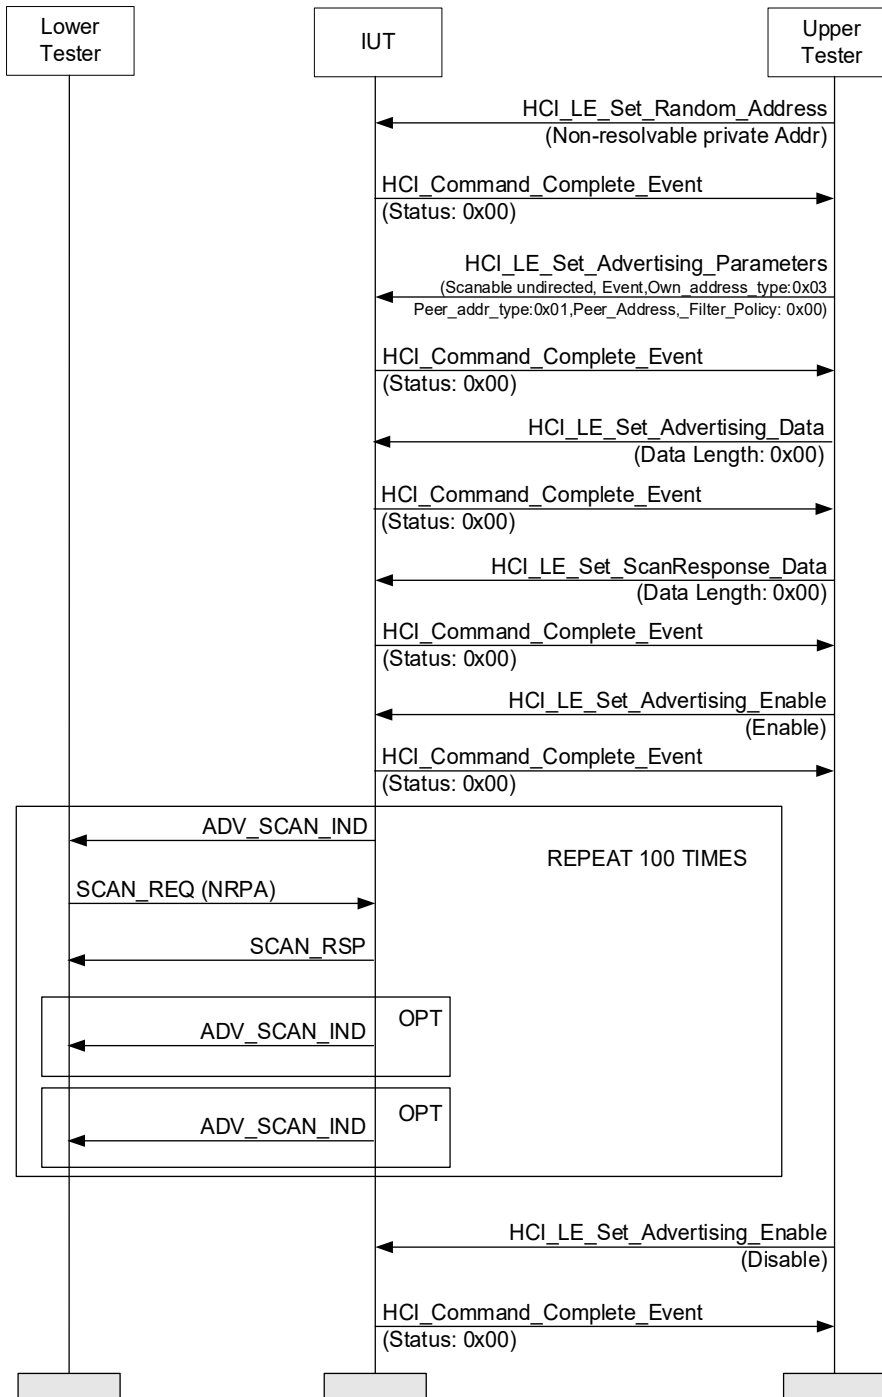 Lower
Tester
IUT
Upper
Tester
HCI_LE_Set_Random_Address
(Non-resolvable private Addr)
HCI_Command_Complete_Event
(Status: 0x00)
HCI_LE_Set_Advertising_Parameters
(Scanable undirected, Event,Own_address_type:0x03
Peer_addr_type:0x01,Peer_Address,_Filter_Policy: 0x00)
HCI_Command_Complete_Event
(Status: 0x00)
HCI_LE_Set_Advertising_Data
(Data Length: 0x00)
HCI_Command_Complete_Event
(Status: 0x00)
HCI_LE_Set_ScanResponse_Data
(Data Length: 0x00)
HCI_Command_Complete_Event
(Status: 0x00)
HCI_LE_Set_Advertising_Enable
(Enable)
HCI_Command_Complete_Event
(Status: 0x00)
ADV_SCAN_IND
REPEAT 100 TIMES
SCAN_REQ (NRPA)
SCAN_RSP
OPT
ADV_SCAN_IND
OPT
ADV_SCAN_IND
HCI_LE_Set_Advertising_Enable
(Disable)
HCI_Command_Complete_Event
(Status: 0x00)